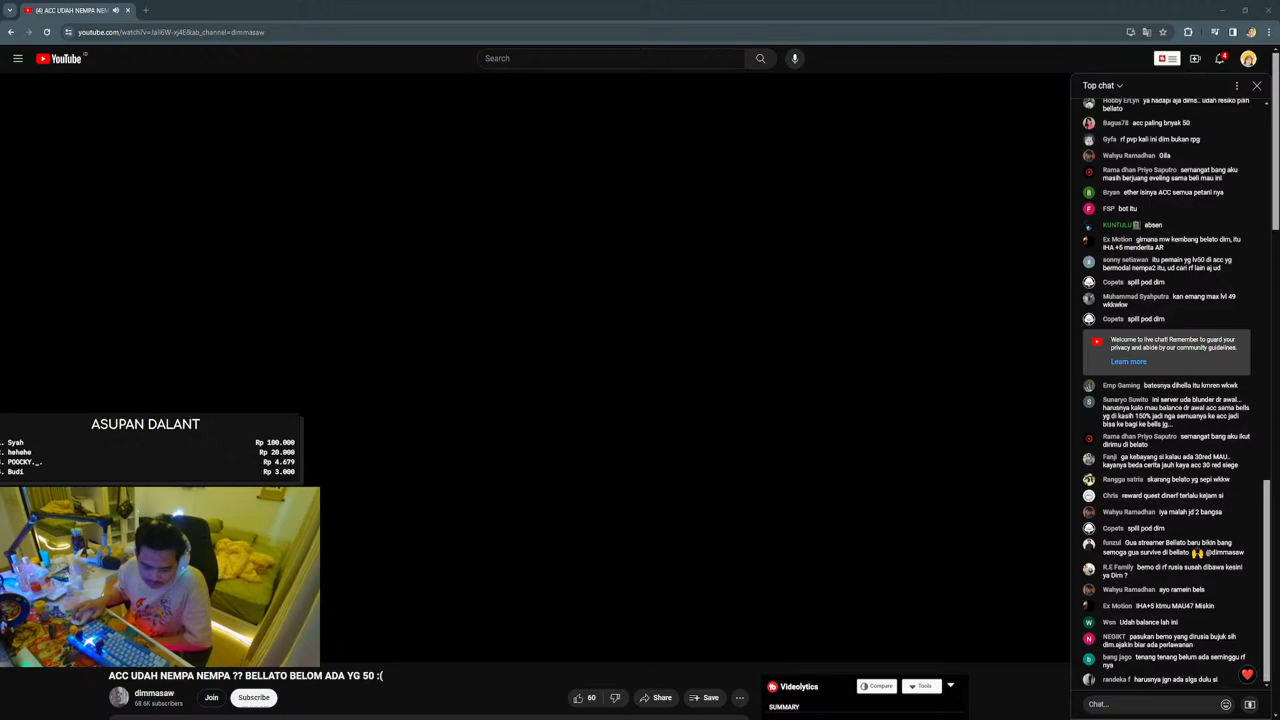 (4) ACC UDAH NEMPA NEM
youtube.com/watch?v=JaIi6W-xj4E&ab_channel=dimmasaw
YouTube ID
Search
4
Top chat
Hobby ErLyn ya hadapi aja dims.. udah resiko pilih
bellato
Bagus78 acc paling bnyak 50
Gyfa rf pvp kali ini dim bukan rpg
Wahyu Ramadhan Gila
Rama dhan Priyo Saputro semangat bang aku
masih berjuang eveling sama beli mau ini
Bryan ether isinya ACC semua petani nya
FSP bot itu
KUNTULU absen
Ex Motion gimana mw kembang belato dim, itu
IHA +5 menderita AR
sonny setiawan itu pemain yg lv50 di acc yg
bermodal nempa2 itu, ud cari rf lain aj ud
Copets spill pod dim
Muhammad Syahputra kan emang max lvl 49
wkkwkw
Copets spill pod dim
Welcome to live chat! Remember to guard your
privacy and abide by our community guidelines.
Learn more
Emp Gaming batesnya dihella itu kmren wkwk
Sunaryo Suwito ini server uda blunder dr awal...
harusnya kalo mau balance dr awal acc sama bells
yg di kasih 150% jadi nga semuanya ke acc jadi
bisa ke bagi ke bells jg...
Rama dhan Priyo Saputro semangat bang aku ikut
dirimu di belato
Fanji ga kebayang si kalau ada 30red MAU..
kayanya beda cerita jauh kaya acc 30 red siege
Rangga satria skarang belato yg sepi wkkw
Chris reward quest dinerf terlalu kejam si
Wahyu Ramadhan iya malah jd 2 bangsa
Copets spill pod dim
funzul Gua streamer Bellato baru bikin bang
semoga gua survive di bellato 🙌 @dimmasaw
R.E Family bemo di rf rusia susah dibawa kesini
ya Dim ?
Wahyu Ramadhan ayo ramein bels
Ex Motion IHA+5 ktmu MAU47 Miskin
Wsn Udah balance lah ini
NEGIKT pasukan bemo yang dirusia bujuk sih
dim.ajakin biar ada perlawanan
bang jago tenang tenang belum ada seminggu rf
nya
randeka f harusnya jgn ada slgs dulu si
Chat...
ASUPAN DALANT
1. Syah Rp 100.000
2. hehehe Rp 20.000
3. POOCKY._. Rp 4.679
4. Budi Rp 3.000
ACC UDAH NEMPA NEMPA ?? BELLATO BELOM ADA YG 50 :(
dimmasaw
68.6K subscribers
Join
Subscribe
60
Share
Save
Videolytics
Compare
Tools
SUMMARY